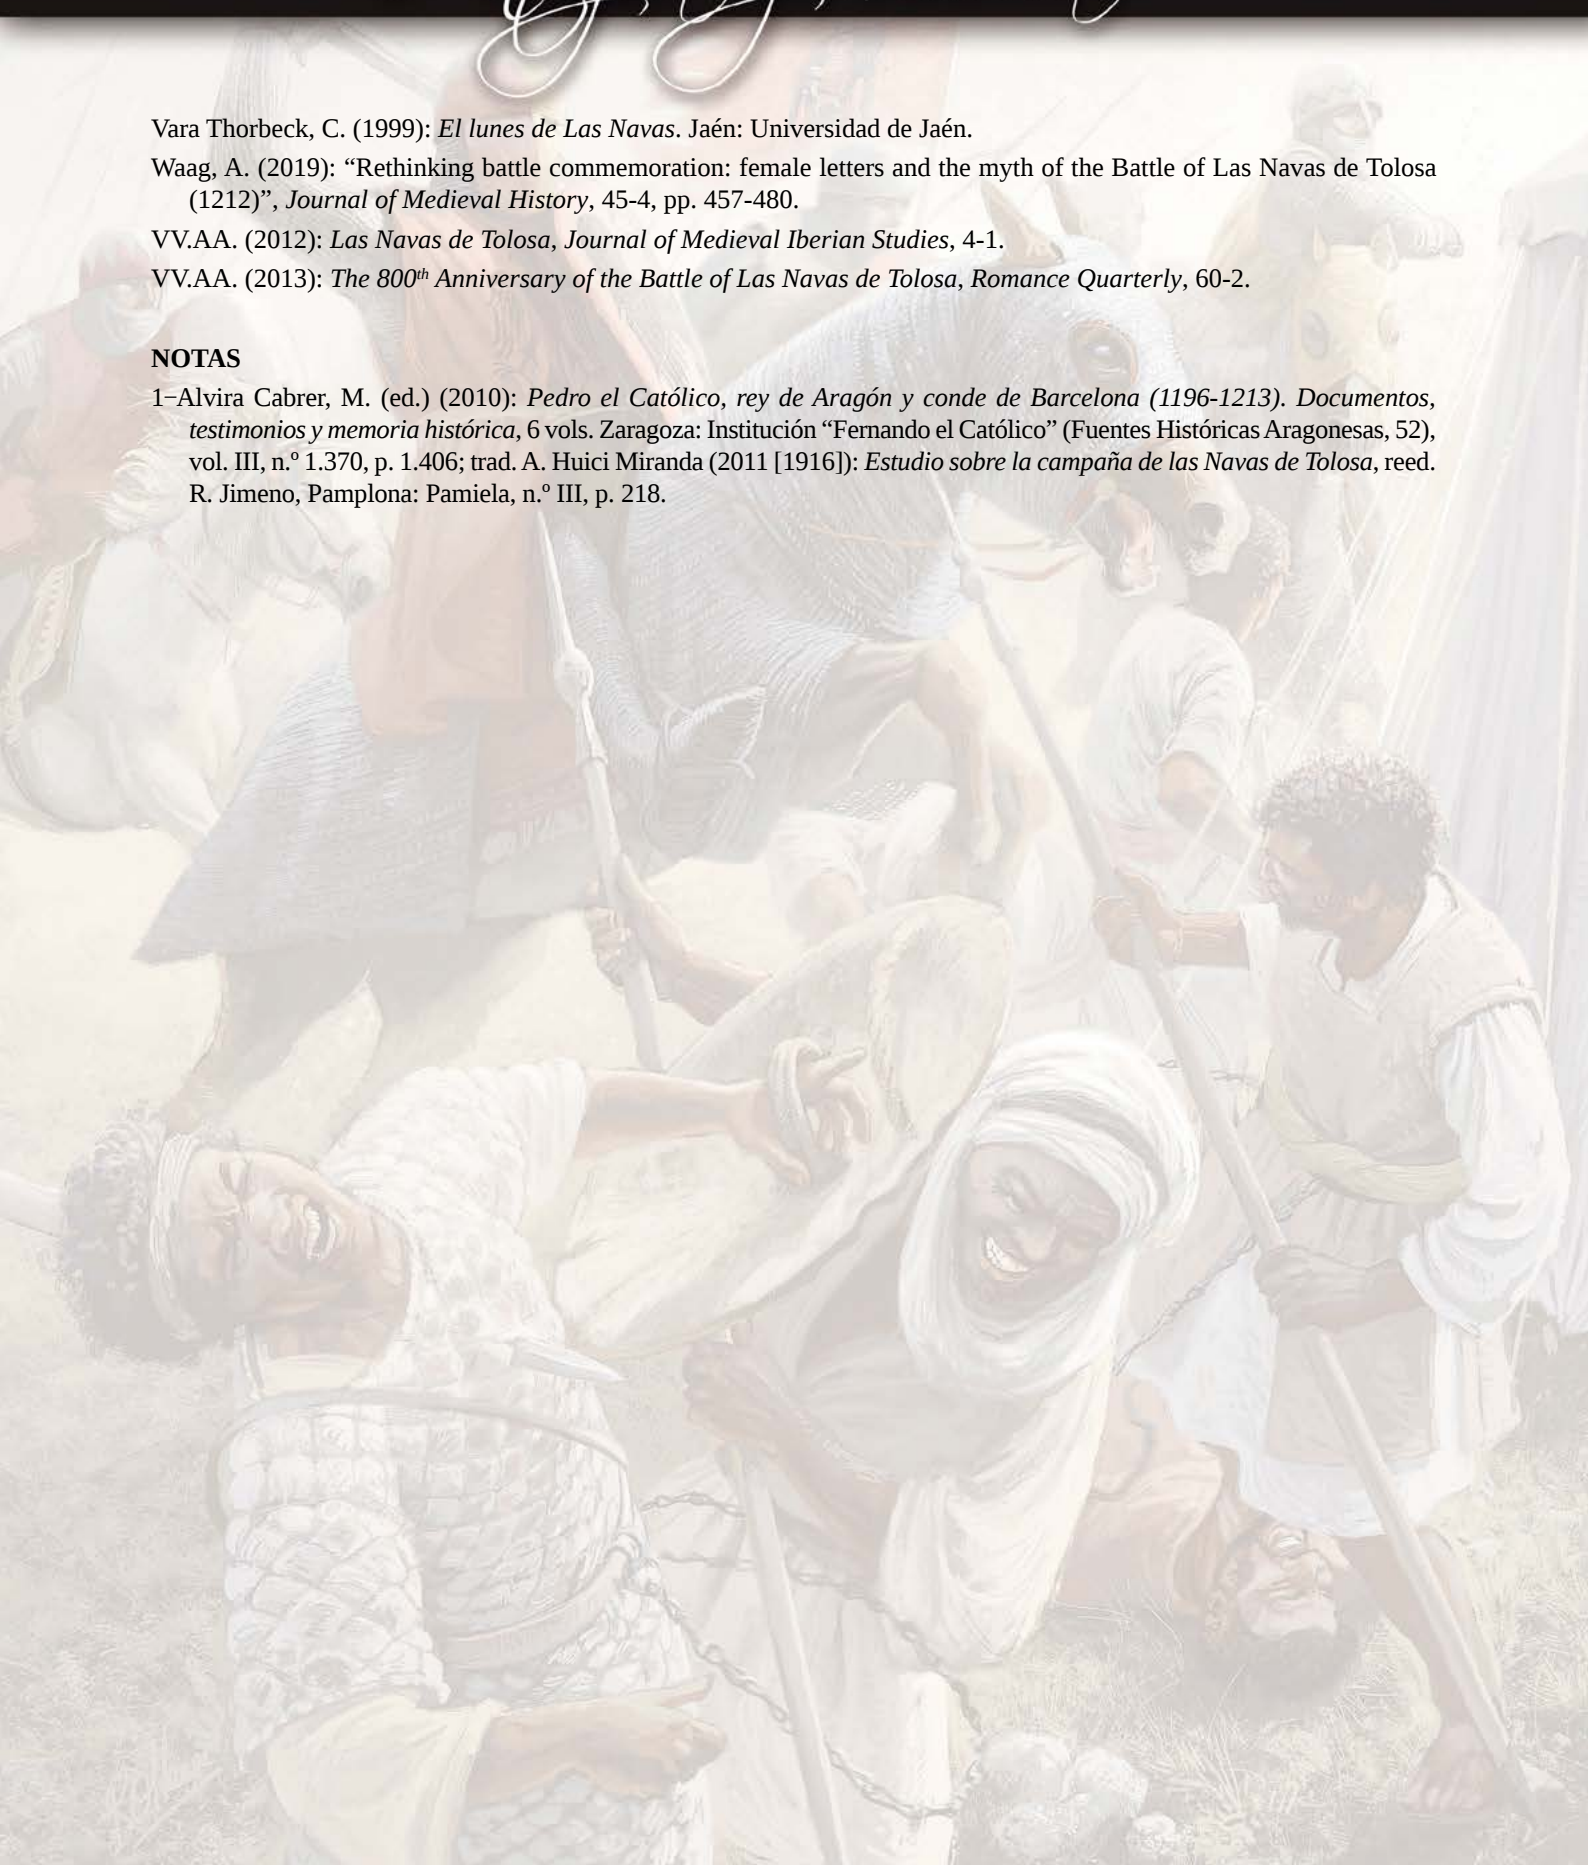 Vara Thorbeck, C. (1999): El lunes de Las Navas. Jaén: Universidad de Jaén.
Waag, A. (2019): “Rethinking battle commemoration: female letters and the myth of the Battle of Las Navas de Tolosa
(1212)”, Journal of Medieval History, 45-4, pp. 457-480.
VV.AA. (2012): Las Navas de Tolosa, Journal of Medieval Iberian Studies, 4-1.
VV.AA. (2013): The 800th Anniversary of the Battle of Las Navas de Tolosa, Romance Quarterly, 60-2.
NOTAS
1–Alvira Cabrer, M. (ed.) (2010): Pedro el Católico, rey de Aragón y conde de Barcelona (1196-1213). Documentos,
testimonios y memoria histórica, 6 vols. Zaragoza: Institución “Fernando el Católico” (Fuentes Históricas Aragonesas, 52),
vol. III, n.º 1.370, p. 1.406; trad. A. Huici Miranda (2011 [1916]): Estudio sobre la campaña de las Navas de Tolosa, reed.
R. Jimeno, Pamplona: Pamiela, n.º III, p. 218.